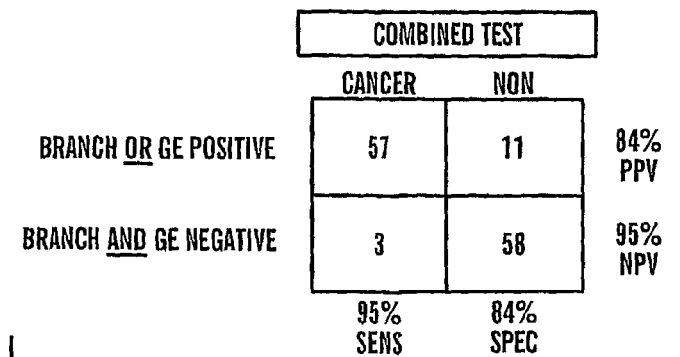 COMBINED TEST
CANCER NON
BRANCH OR GE POSITIVE 57 11 84% PPV
BRANCH AND GE NEGATIVE 3 58 95% NPV
95% 84%
SENS SPEC